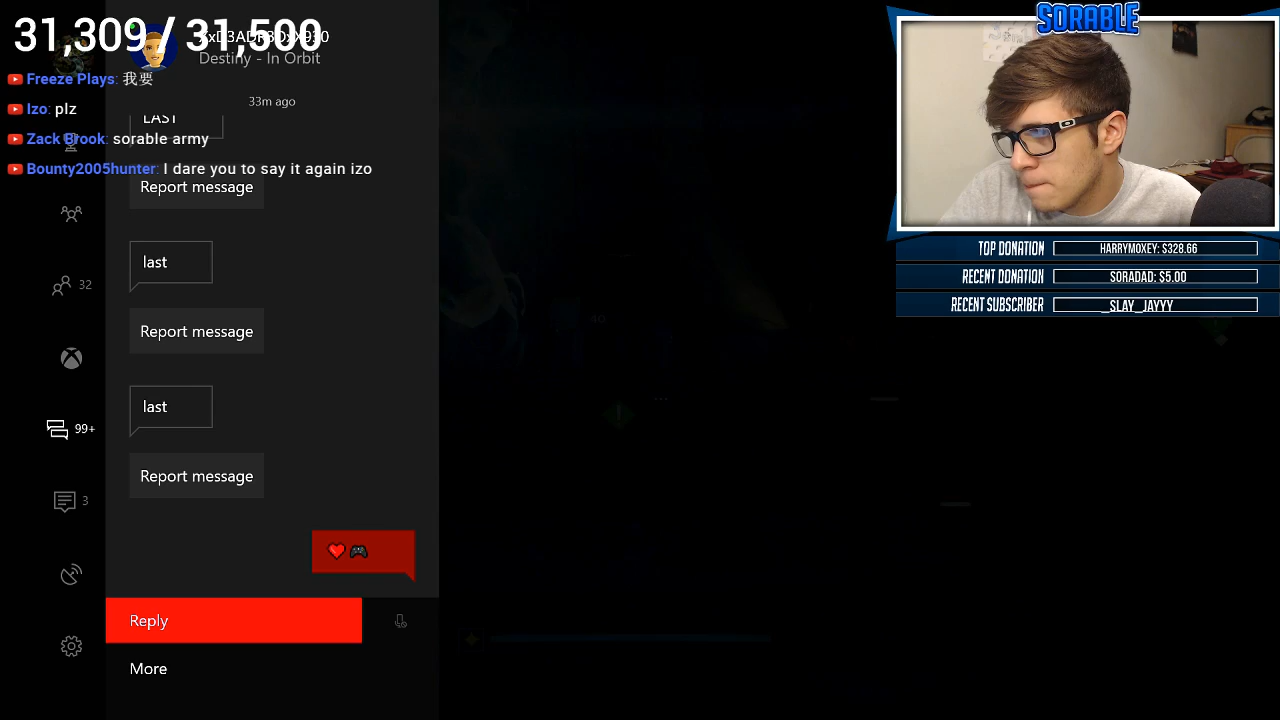 31,309 / 31,500
Destiny - In Orbit
Freeze Plays: 我要
33m ago
Izo: plz
LAST
Zack Brook: sorable army
Bounty2005hunter: I dare you to say it again izo
Report message
last
32
Report message
last
99+
Report message
3
Reply
More
SORABLE
TOP DONATION HARRYMOXEY: $328.66
RECENT DONATION SORADAD: $5.00
RECENT SUBSCRIBER _SLAY_JAYYY